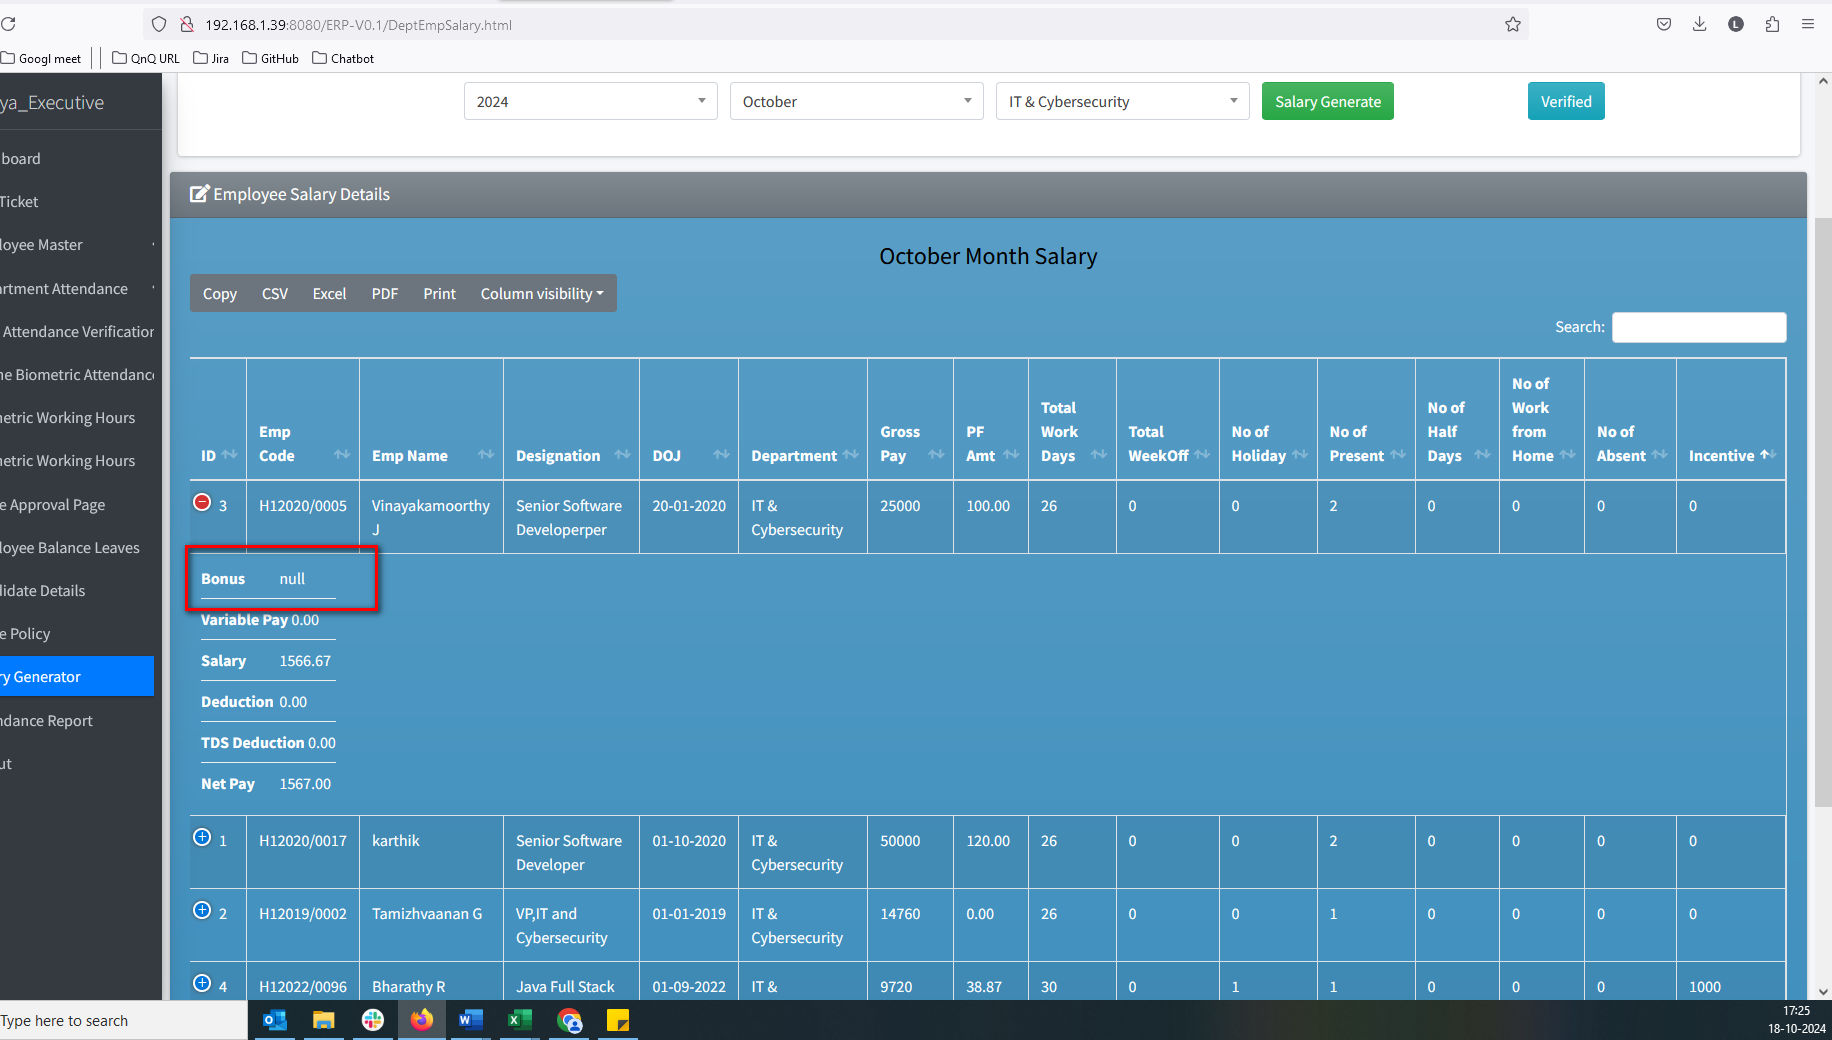 192.168.1.39:8080/ERP-V0.1/DeptEmpSalary.html
Googl meet QnQ URL Jira GitHub Chatbot
ya_Executive
board
Ticket
loyee Master
artment Attendance
Attendance Verification
ne Biometric Attendanc
netric Working Hours
netric Working Hours
e Approval Page
loyee Balance Leaves
lidate Details
e Policy
ry Generator
ndance Report
ut
2024 October IT & Cybersecurity Salary Generate Verified
Employee Salary Details
October Month Salary
Copy CSV Excel PDF Print Column visibility
Search:
ID Emp Code Emp Name Designation DOJ Department Gross Pay PF Amt Total Work Days Total WeekOff No of Holiday No of Present No of Half Days No of Work from Home No of Absent Incentive
3 H12020/0005 Vinayakamoorthy J Senior Software Developerper 20-01-2020 IT & Cybersecurity 25000 100.00 26 0 0 2 0 0 0 0
Bonus null
Variable Pay 0.00
Salary 1566.67
Deduction 0.00
TDS Deduction 0.00
Net Pay 1567.00
1 H12020/0017 karthik Senior Software Developer 01-10-2020 IT & Cybersecurity 50000 120.00 26 0 0 2 0 0 0 0
2 H12019/0002 Tamizhvaanan G VP,IT and Cybersecurity 01-01-2019 IT & Cybersecurity 14760 0.00 26 0 0 1 0 0 0 0
4 H12022/0096 Bharathy R Java Full Stack 01-09-2022 IT & 9720 38.87 30 0 1 1 0 0 0 1000
Type here to search
17:25
18-10-2024